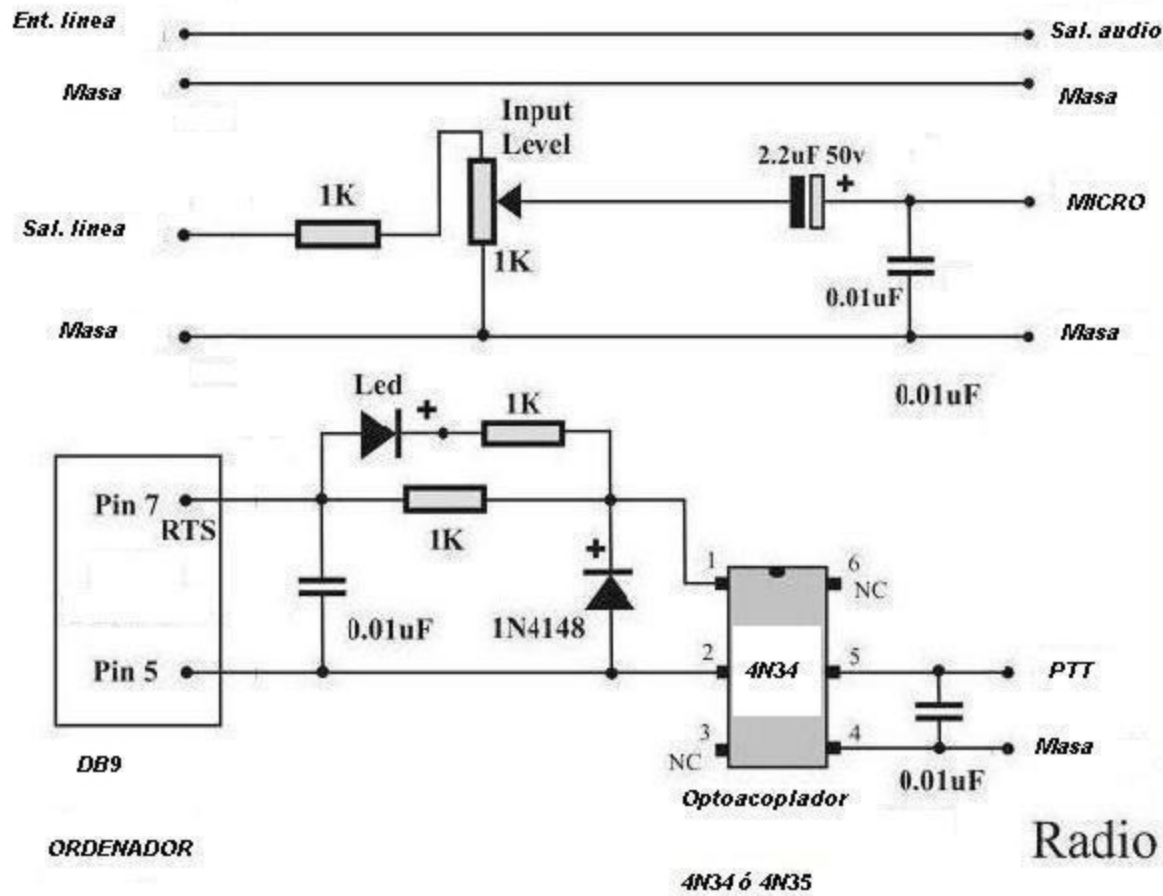 Ent. linea
Sal. audio
Masa
Masa
Input
Level
2.2uF 50v
+
1K
MICRO
Sal. linea
1K
0.01uF
Masa
Masa
Led
+
1K
0.01uF
Pin 7
RTS
1K
+
1
6
NC
0.01uF
1N4148
Pin 5
2
4N34
5
PTT
3
NC
4
Masa
DB9
0.01uF
Optoacoplador
Radio
ORDENADOR
4N34 ó 4N35